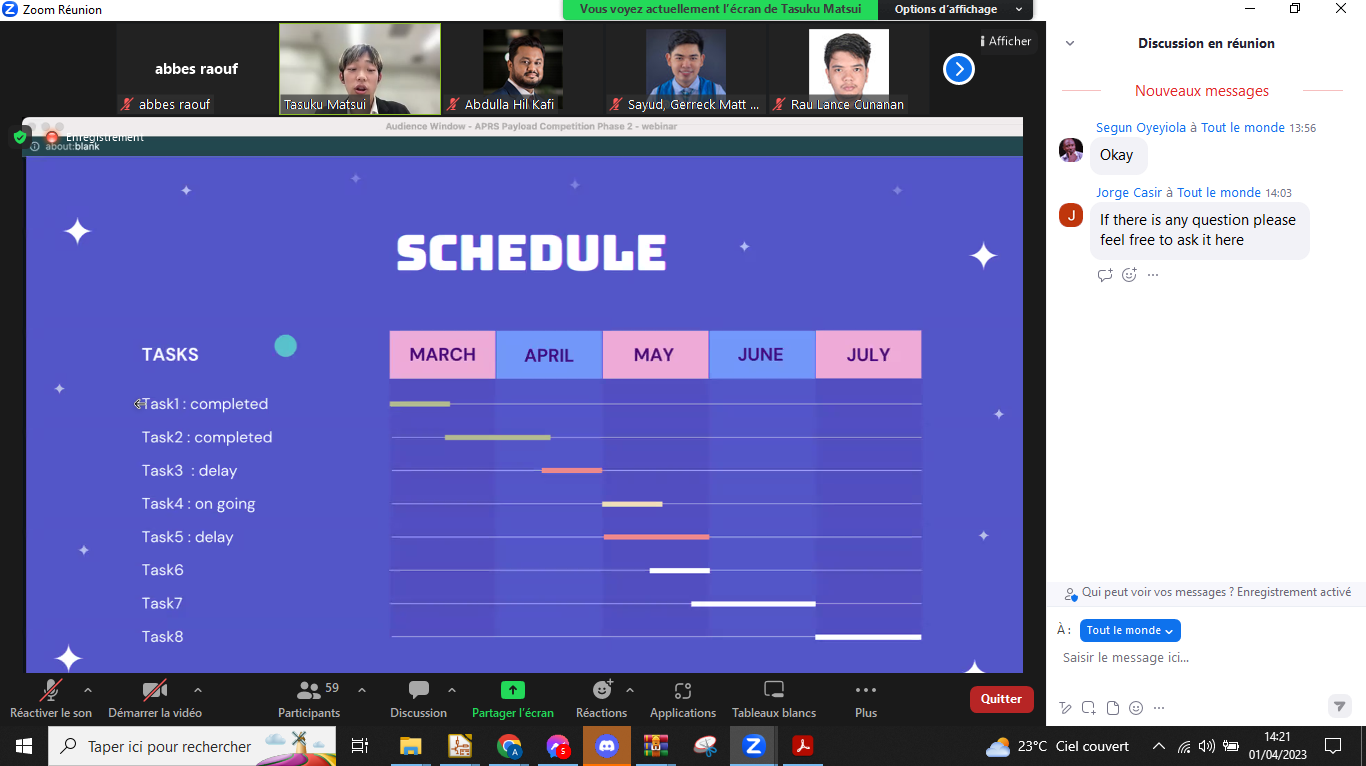 Zoom Réunion
Vous voyez actuellement l'écran de Tasuku Matsui
Options d'affichage
Afficher
abbes raouf
abbes raouf
Tasuku Matsui
Abdulla Hil Kafi
Sayud, Gerreck Matt ...
Rau Lance Cunanan
Audience Window - APRS Payload Competition Phase 2 - webinar
Enregistrement
about:blank
SCHEDULE
TASKS
MARCH
APRIL
MAY
JUNE
JULY
Task1 : completed
Task2 : completed
Task3 : delay
Task4 : on going
Task5 : delay
Task6
Task7
Task8
Réactiver le son
Démarrer la vidéo
59
Participants
Discussion
Partager l'écran
Réactions
Applications
Tableaux blancs
Plus
Quitter
Discussion en réunion
Nouveaux messages
Segun Oyeyiola à Tout le monde 13:56
Okay
Jorge Casir à Tout le monde 14:03
J
If there is any question please
feel free to ask it here
Qui peut voir vos messages ? Enregistrement activé
À :
Tout le monde
Saisir le message ici...
Taper ici pour rechercher
A
5
23°C Ciel couvert
14:21
01/04/2023